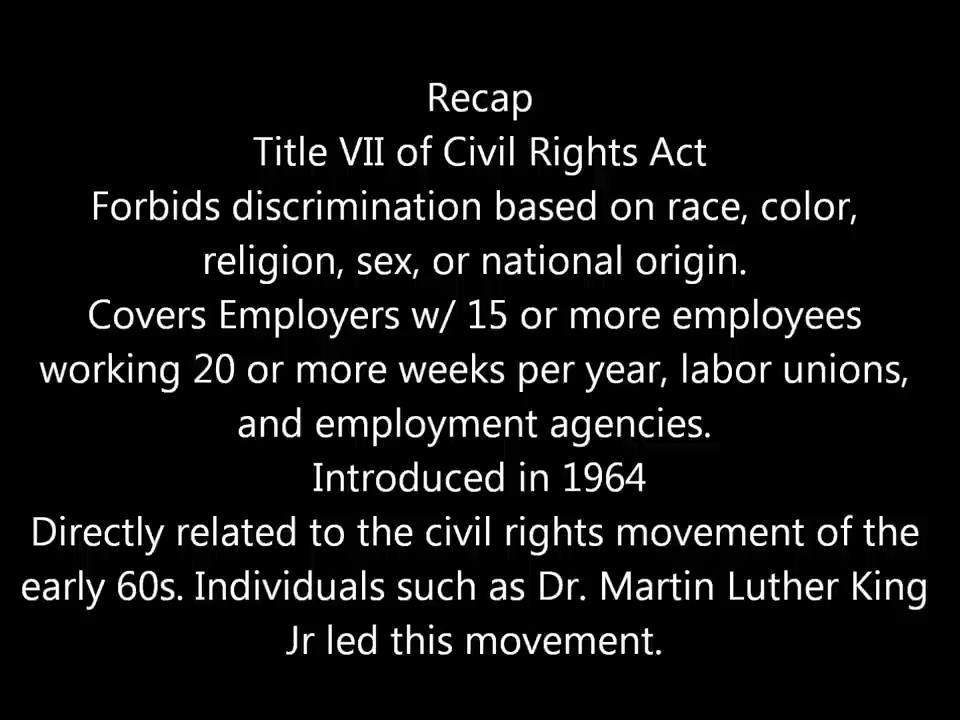 Recap
Title VII of Civil Rights Act
Forbids discrimination based on race, color,
religion, sex, or national origin.
Covers Employers w/ 15 or more employees
working 20 or more weeks per year, labor unions,
and employment agencies.
Introduced in 1964
Directly related to the civil rights movement of the
early 60s. Individuals such as Dr. Martin Luther King
Jr led this movement.